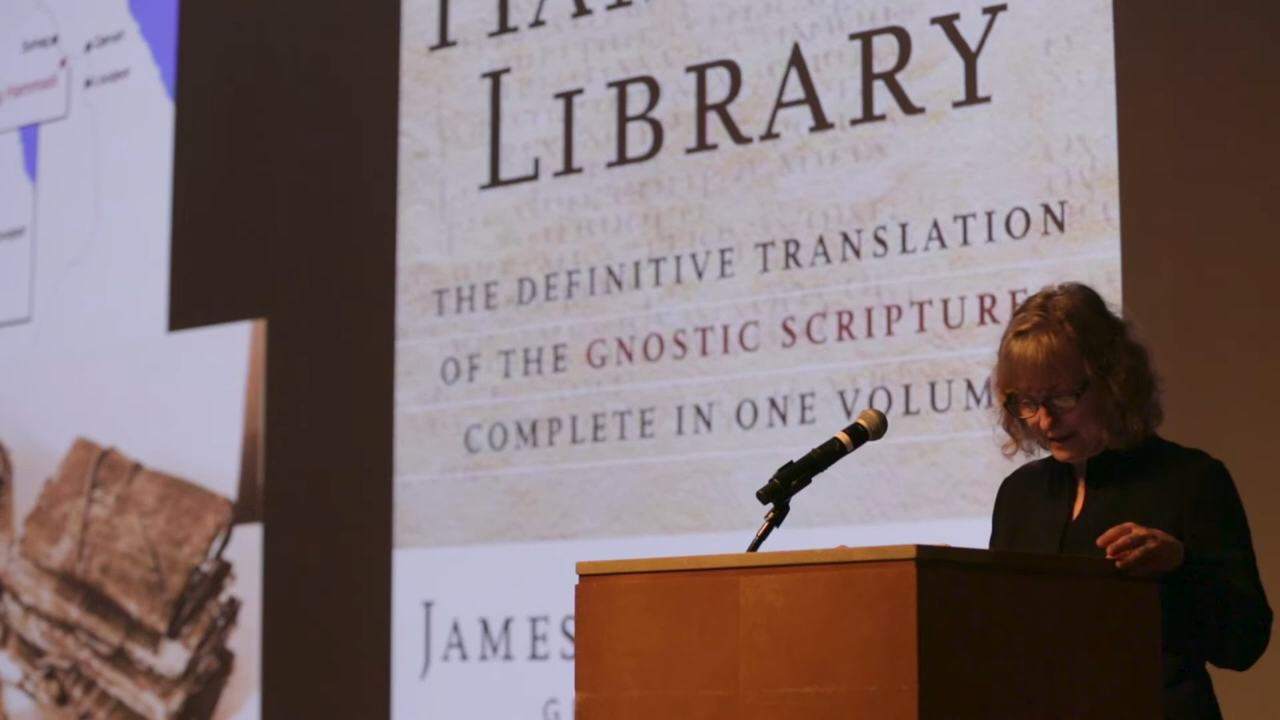 LIBRARY
THE DEFINITIVE TRANSLATION
OF THE GNOSTIC SCRIPTURE
COMPLETE IN ONE VOLUM
JAMES